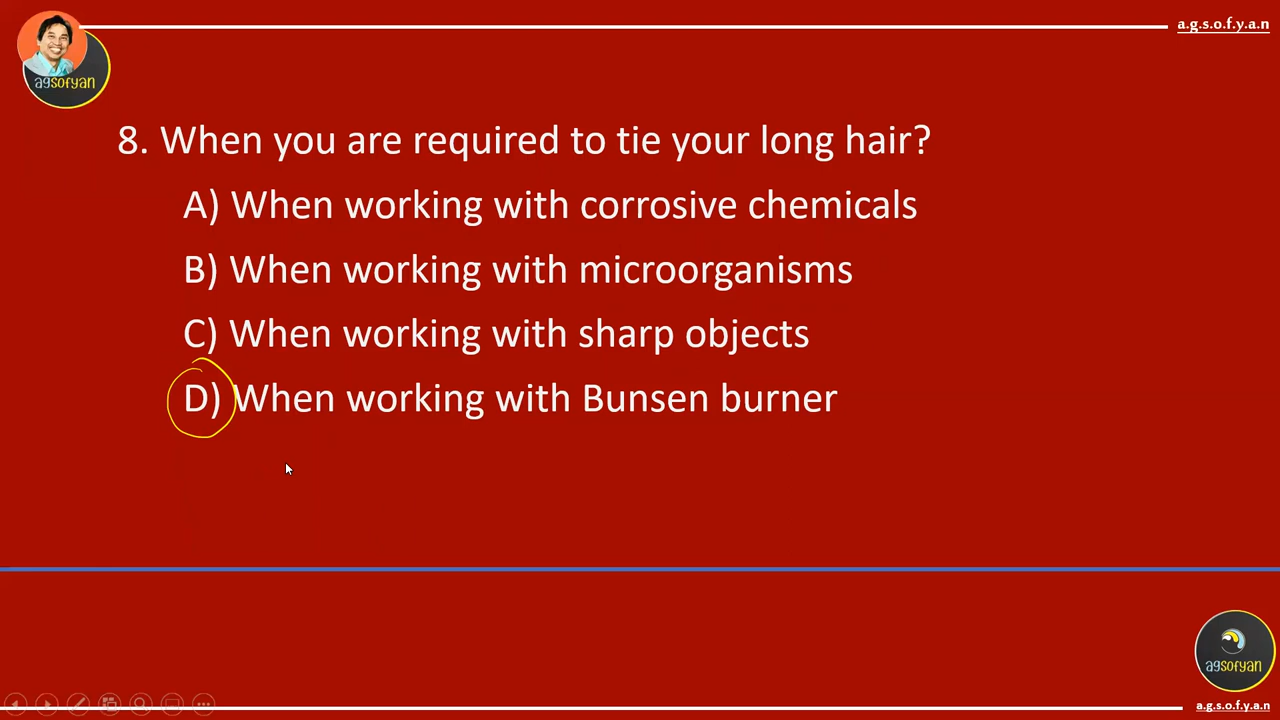 a.g.s.o.f.y.a.n
agsofyan
8. When you are required to tie your long hair?
A) When working with corrosive chemicals
B) When working with microorganisms
C) When working with sharp objects
D) When working with Bunsen burner
agsofyan
a.g.s.o.f.y.a.n